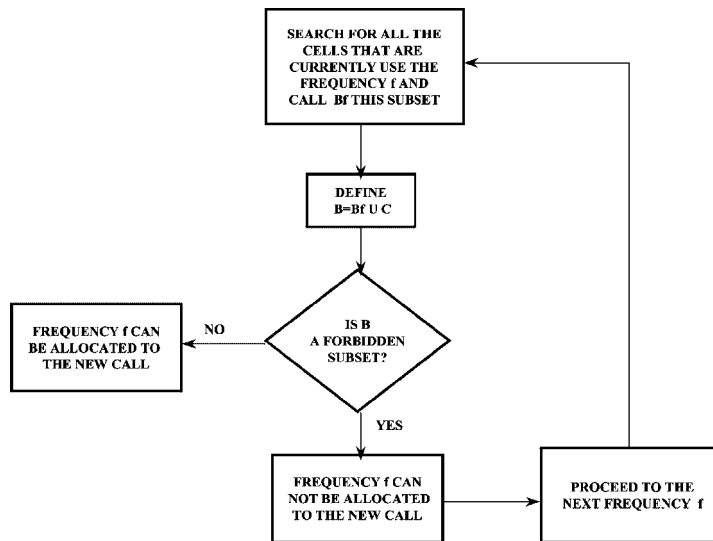 SEARCH FOR ALL THE
CELLS THAT ARE
CURRENTLY USE THE
FREQUENCY f AND
CALL Bf THIS SUBSET
DEFINE
B=Bf U C
IS B
A FORBIDDEN
SUBSET?
NO
FREQUENCY f CAN
BE ALLOCATED TO
THE NEW CALL
YES
FREQUENCY f CAN
NOT BE ALLOCATED
TO THE NEW CALL
PROCEED TO THE
NEXT FREQUENCY f